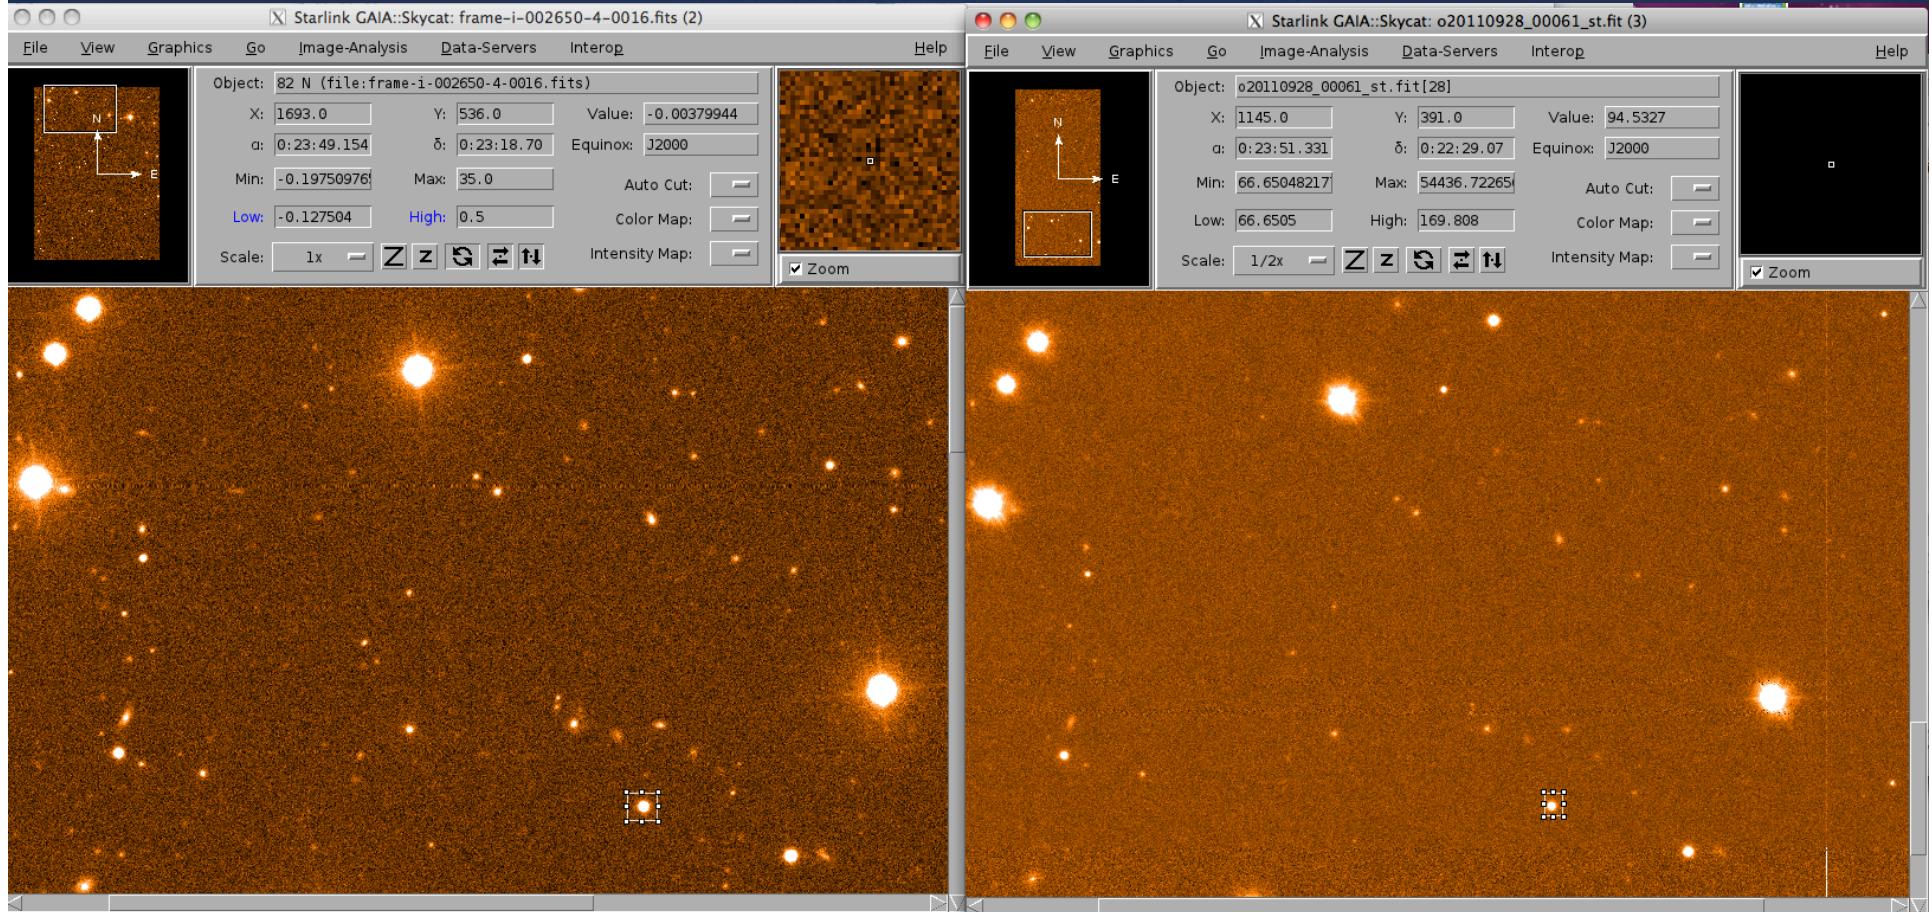 Starlink GAIA::Skycat: frame-i-002650-4-0016.fits (2)
File View Graphics Go Image-Analysis Data-Servers Interop Help
Object: 82 N (file:frame-i-002650-4-0016.fits)
X: 1693.0 Y: 536.0 Value: -0.00379944
α: 0:23:49.154 δ: 0:23:18.70 Equinox: J2000
Min: -0.19750976 Max: 35.0 Auto Cut:
Low: -0.127504 High: 0.5 Color Map:
Scale: 1x Z z Intensity Map:
Zoom
N
E
Starlink GAIA::Skycat: o20110928_00061_st.fit (3)
File View Graphics Go Image-Analysis Data-Servers Interop Help
Object: o20110928_00061_st.fit[28]
X: 1145.0 Y: 391.0 Value: 94.5327
α: 0:23:51.331 δ: 0:22:29.07 Equinox: J2000
Min: 66.65048217 Max: 54436.72265 Auto Cut:
Low: 66.6505 High: 169.808 Color Map:
Scale: 1/2x Z z Intensity Map:
Zoom
N
E